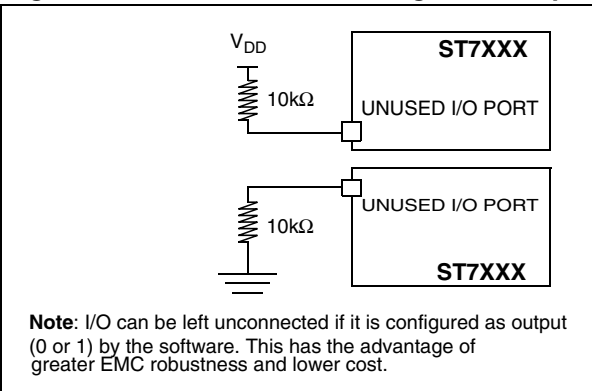 V_DD
ST7XXX
10kΩ
UNUSED I/O PORT
UNUSED I/O PORT
10kΩ
ST7XXX
Note: I/O can be left unconnected if it is configured as output
(0 or 1) by the software. This has the advantage of
greater EMC robustness and lower cost.